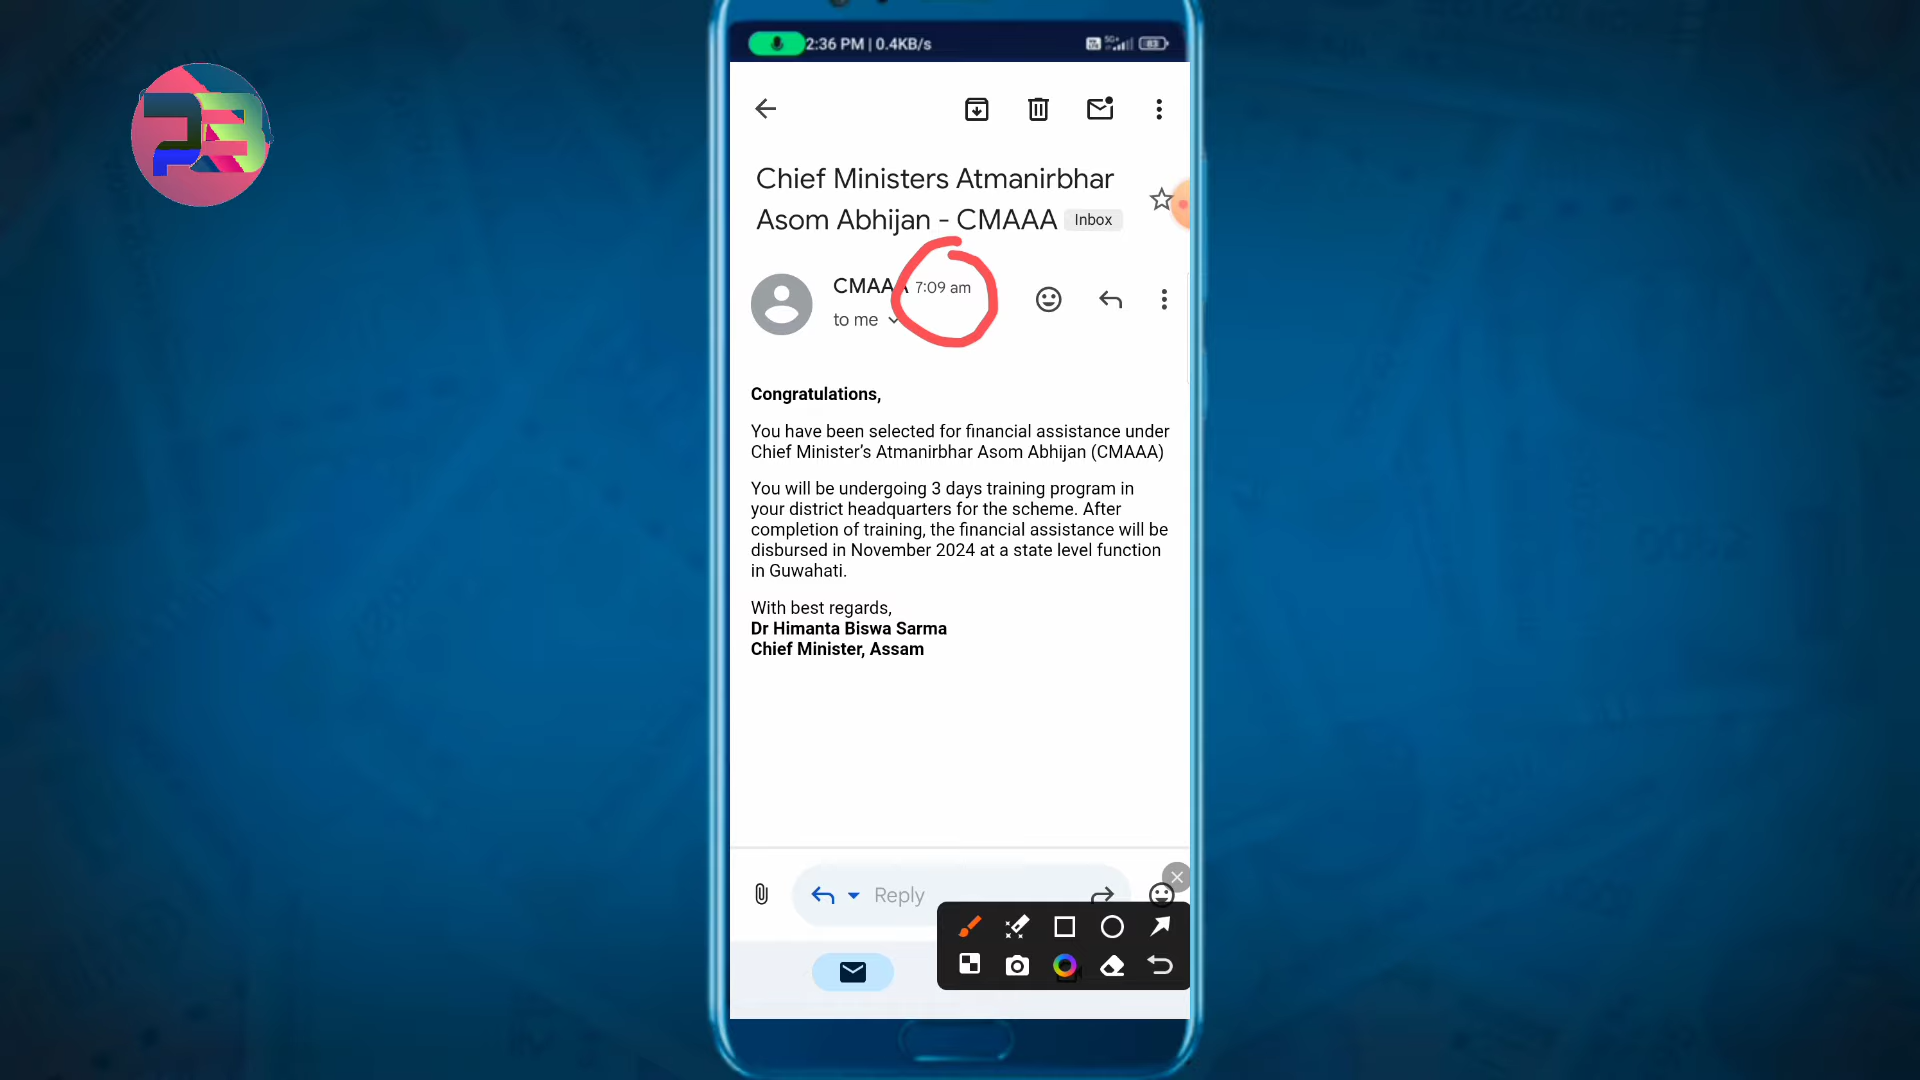 2:36 PM | 0.4KB/s
Chief Ministers Atmanirbhar
Asom Abhijan - CMAAA Inbox
CMAAA 7:09 am
to me
Congratulations,
You have been selected for financial assistance under
Chief Minister's Atmanirbhar Asom Abhijan (CMAAA)
You will be undergoing 3 days training program in
your district headquarters for the scheme. After
completion of training, the financial assistance will be
disbursed in November 2024 at a state level function
in Guwahati.
With best regards,
Dr Himanta Biswa Sarma
Chief Minister, Assam
Reply